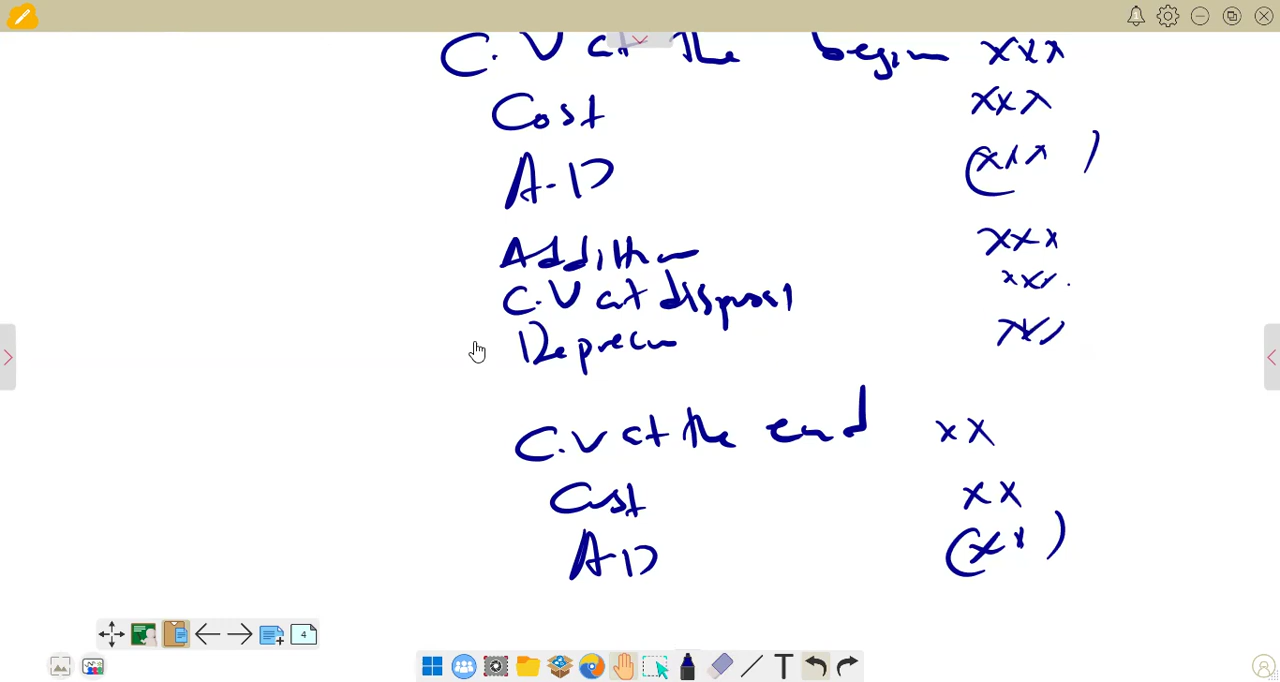 C.V at the begin xxx
Cost xxx
A-D (xxx)
Addition xxx
C.V at disposal xxx.
Deprecn xxx
C.V at the end xx
Cost xx
A-D (xx)
4
T